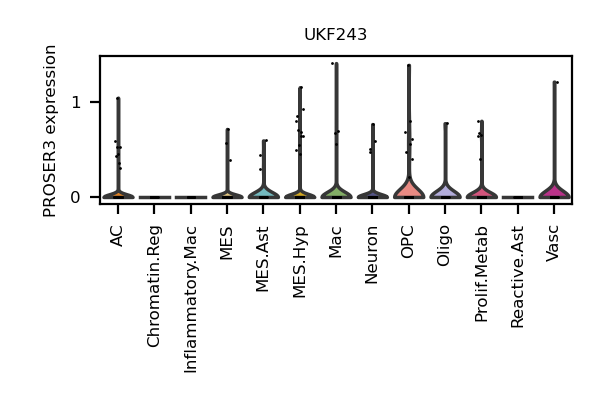 UKF243
PROSER3 expression
1
0
AC
Chromatin.Reg
Inflammatory.Mac
MES
MES.Ast
MES.Hyp
Mac
Neuron
OPC
Oligo
Prolif.Metab
Reactive.Ast
Vasc